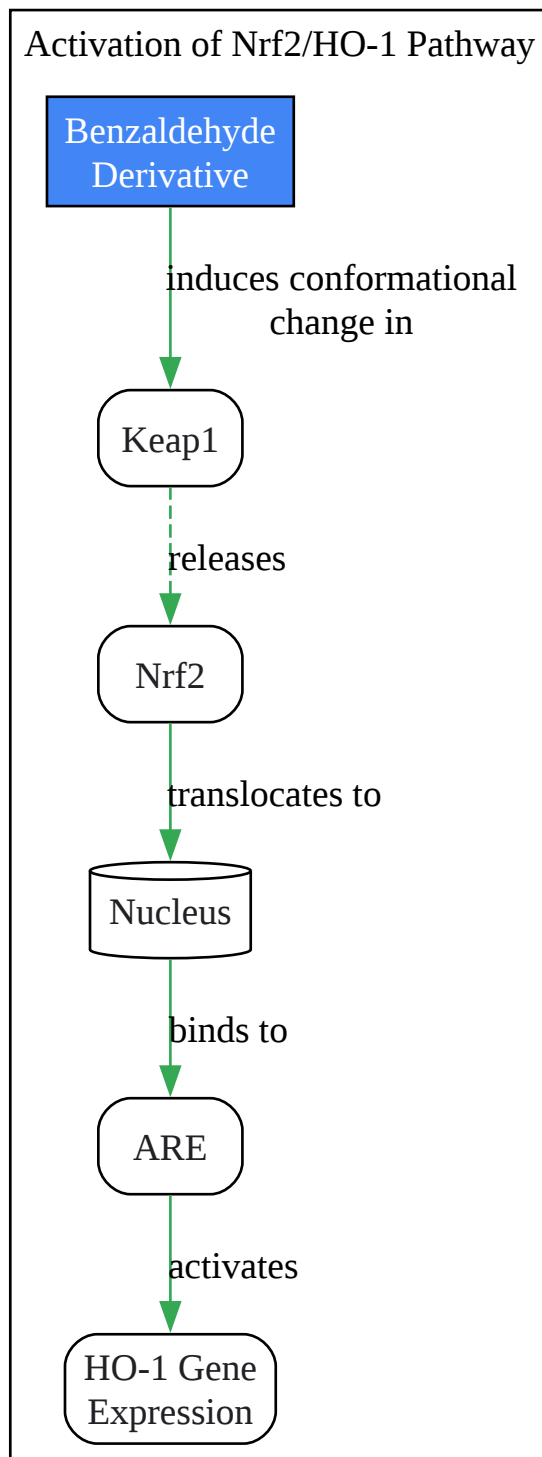 Activation of Nrf2/HO-1 Pathway
Benzaldehyde
Derivative
induces conformational
change in
Keap1
releases
Nrf2
translocates to
Nucleus
binds to
ARE
activates
HO-1 Gene
Expression